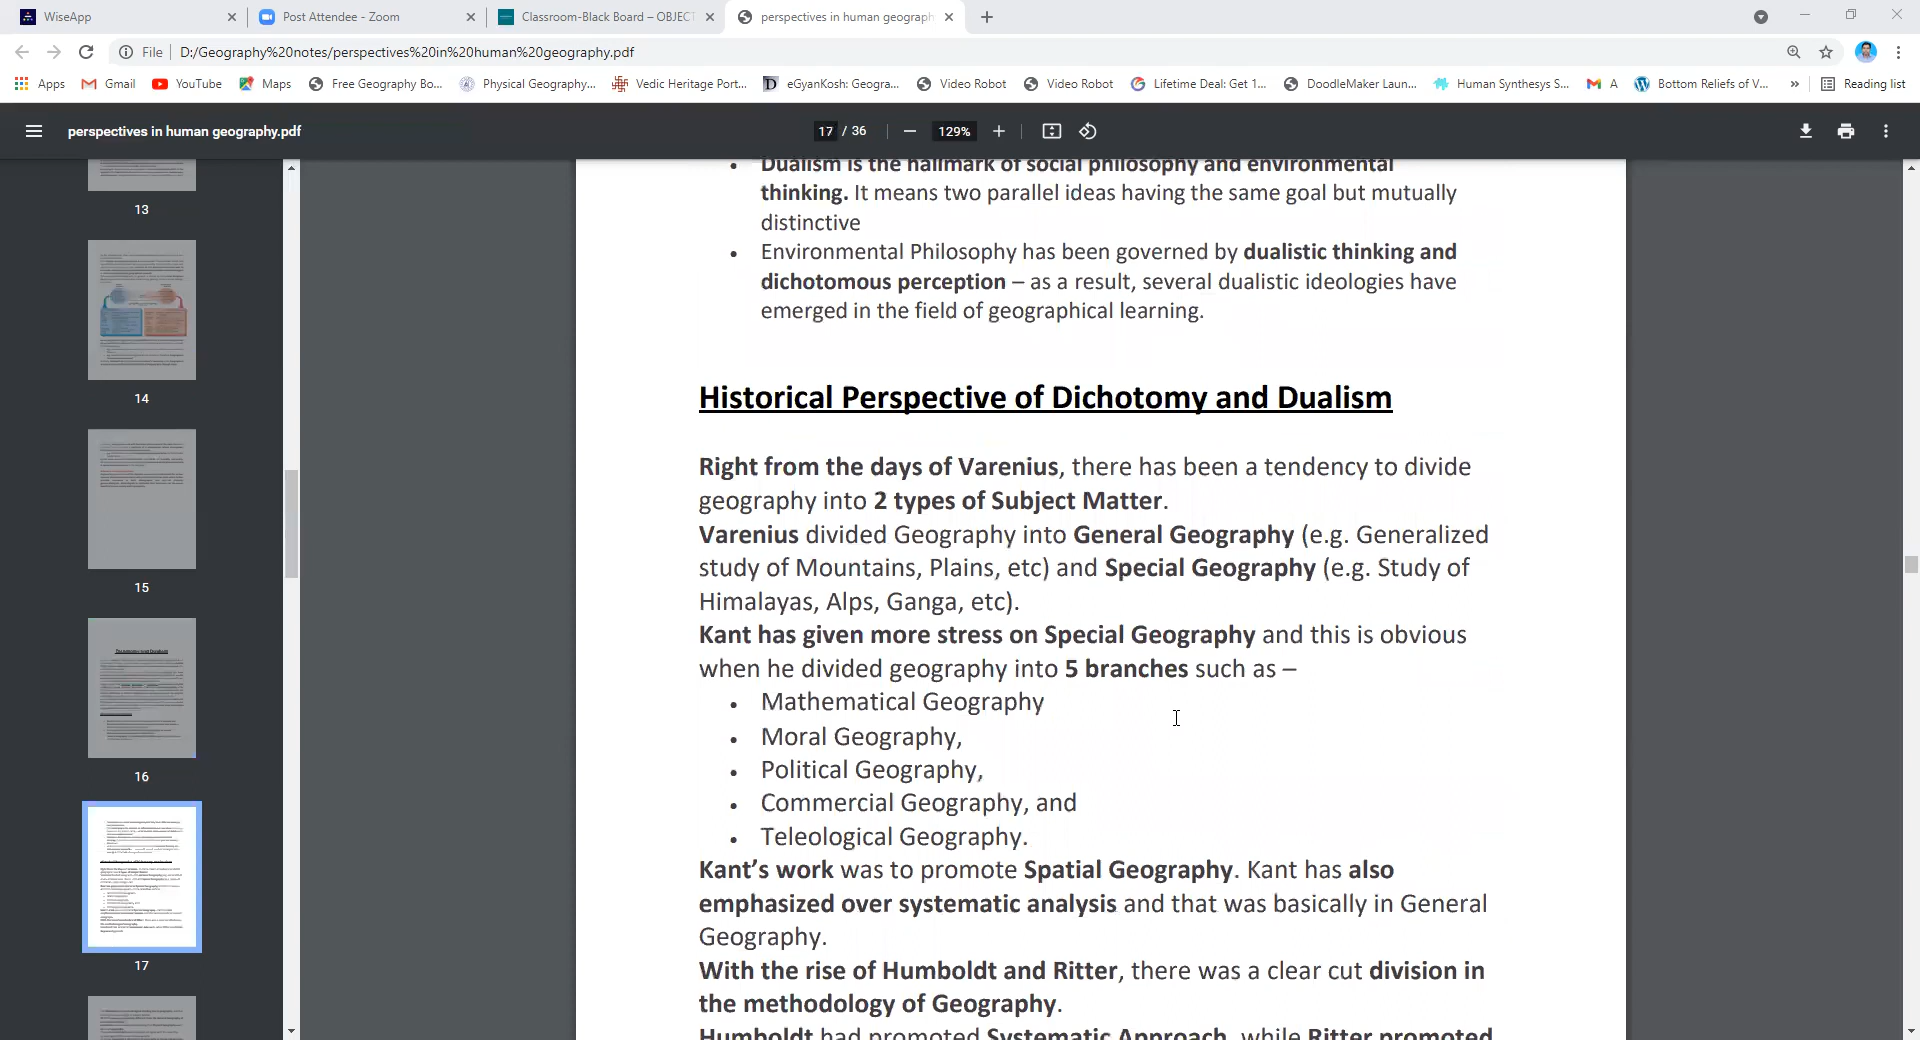 WiseApp
Post Attendee - Zoom
Classroom-Black Board – OBJECT
perspectives in human geograph
File
D:/Geography%20notes/perspectives%20in%20human%20geography.pdf
Apps
Gmail
YouTube
Maps
Free Geography Bo...
Physical Geography,...
Vedic Heritage Port...
eGyanKosh: Geogra...
Video Robot
Video Robot
Lifetime Deal: Get 1...
DoodleMaker Laun...
Human Synthesys S...
A
Bottom Reliefs of V...
»
Reading list
perspectives in human geography.pdf
17 / 36
129%
13
14
15
16
17
• Dualism is the hallmark of social philosophy and environmental
thinking. It means two parallel ideas having the same goal but mutually
distinctive
• Environmental Philosophy has been governed by dualistic thinking and
dichotomous perception – as a result, several dualistic ideologies have
emerged in the field of geographical learning.
Historical Perspective of Dichotomy and Dualism
Right from the days of Varenius, there has been a tendency to divide
geography into 2 types of Subject Matter.
Varenius divided Geography into General Geography (e.g. Generalized
study of Mountains, Plains, etc) and Special Geography (e.g. Study of
Himalayas, Alps, Ganga, etc).
Kant has given more stress on Special Geography and this is obvious
when he divided geography into 5 branches such as –
• Mathematical Geography
• Moral Geography,
• Political Geography,
• Commercial Geography, and
• Teleological Geography.
Kant’s work was to promote Spatial Geography. Kant has also
emphasized over systematic analysis and that was basically in General
Geography.
With the rise of Humboldt and Ritter, there was a clear cut division in
the methodology of Geography.
Humboldt had promoted Systematic Approach, while Ritter promoted